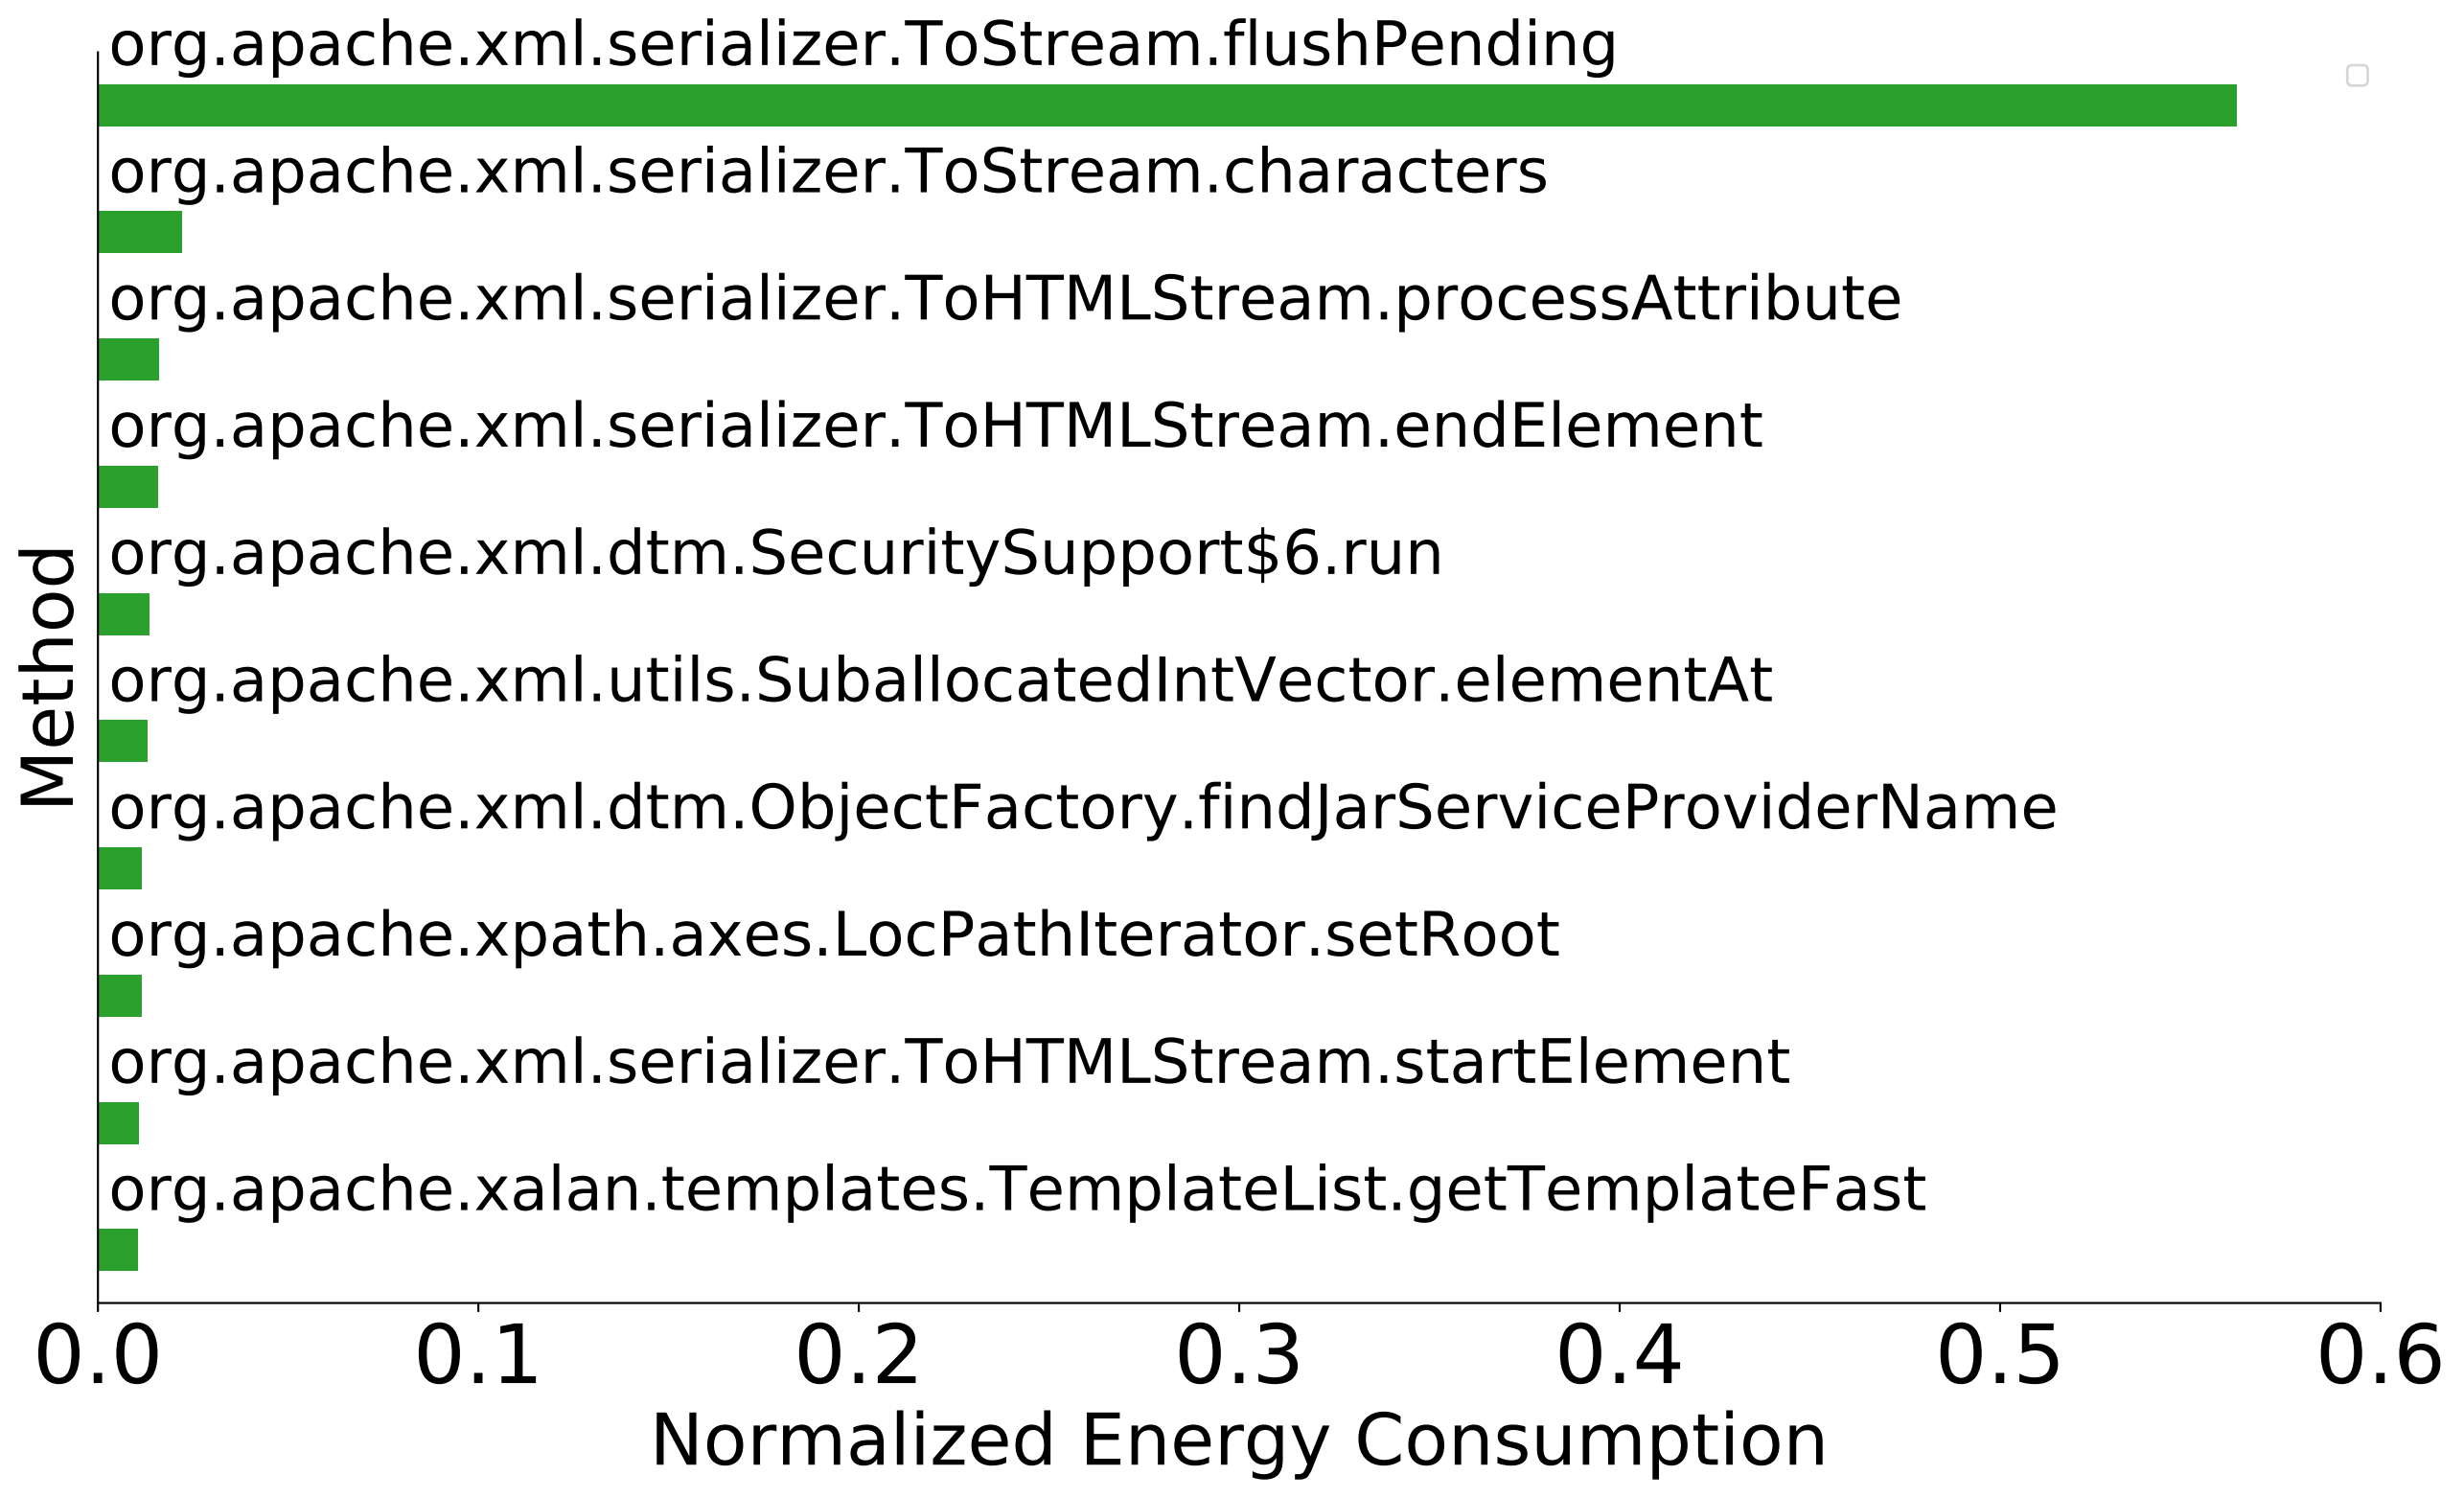 org.apache.xml.serializer.ToStream.flushPending
org.apache.xml.serializer.ToStream.characters
org.apache.xml.serializer.ToHTMLStream.processAttribute
org.apache.xml.serializer.ToHTMLStream.endElement
org.apache.xml.dtm.SecuritySupport$6.run
org.apache.xml.utils.SuballocatedIntVector.elementAt
org.apache.xml.dtm.ObjectFactory.findJarServiceProviderName
org.apache.xpath.axes.LocPathIterator.setRoot
org.apache.xml.serializer.ToHTMLStream.startElement
org.apache.xalan.templates.TemplateList.getTemplateFast
Method
0.0 0.1 0.2 0.3 0.4 0.5 0.6
Normalized Energy Consumption